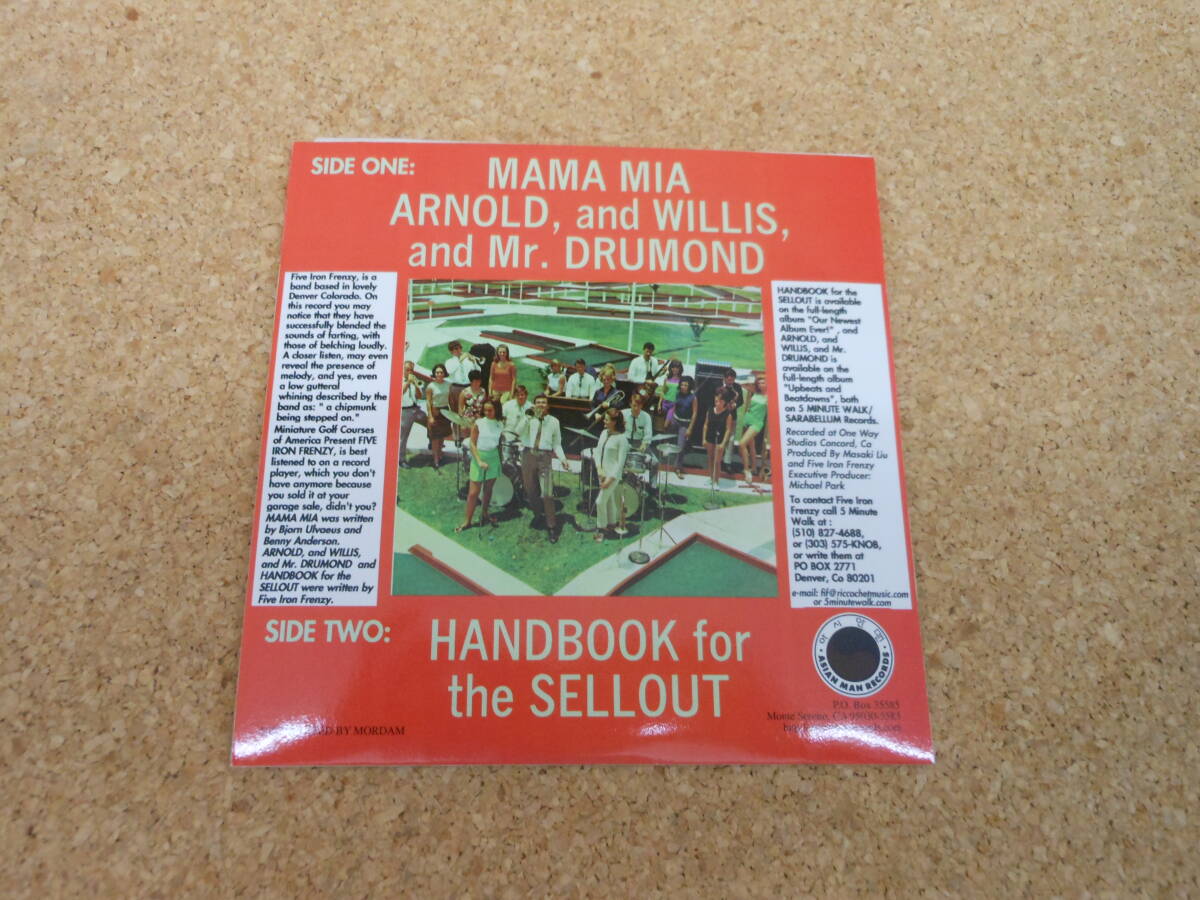 SIDE ONE:
MAMA MIA
ARNOLD, and WILLIS,
and Mr. DRUMOND
Five Iron Frenzy, is a
band based in lovely
Denver Colorado. On
this record you may
notice that they have
successfully blended the
sounds of farting, with
those of belching loudly.
A closer listen, may even
reveal the presence of
melody, and yes, even
a low gutteral
whining described by the
band as: " a chipmunk
being stepped on."
Miniature Golf Courses
of America Present FIVE
IRON FRENZY, is best
listened to on a record
player, which you don't
have anymore because
you sold it at your
garage sale, didn't you?
MAMA MIA was written
by Bjorn Ulvaeus and
Benny Anderson.
ARNOLD, and WILLIS,
and Mr. DRUMOND and
HANDBOOK for the
SELLOUT were written by
Five Iron Frenzy.
HANDBOOK for the
SELLOUT is available
on the full-length
album "Our Newest
Album Ever!" , and
ARNOLD, and
WILLIS, and Mr.
DRUMOND is
available on the
full-length album
"Upbeats and
Beatdowns", both
on 5 MINUTE WALK/
SARABELLUM Records.
Recorded at One Way
Studios Concord, Ca
Produced By Masaki Liu
and Five Iron Frenzy
Executive Producer:
Michael Park
To contact Five Iron
Frenzy call 5 Minute
Walk at :
(510) 827-4688,
or (303) 575-KNOB,
or write them at
PO BOX 2771
Denver, Co 80201
e-mail: fif@riccochetmusic.com
or 5minutewalk.com
SIDE TWO:
HANDBOOK for
the SELLOUT
ASIAN MAN RECORDS
P.O. Box 35585
Monte Sereno, CA 95030-5585
BY MORDAM